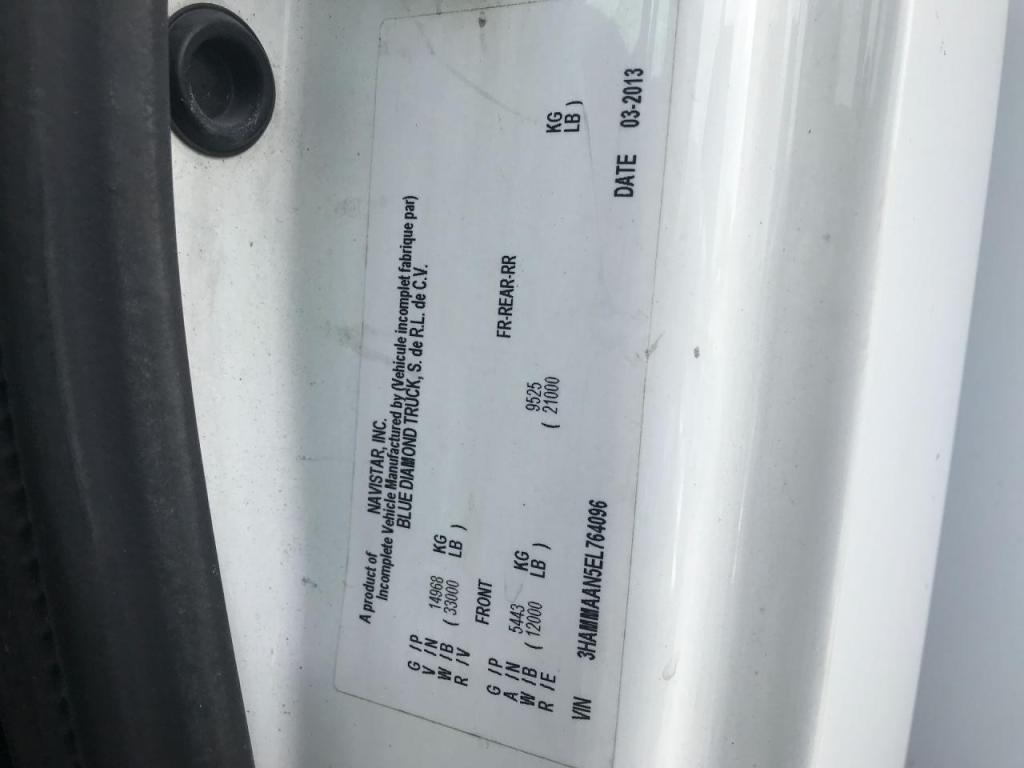 A product of
NAVISTAR, INC.
Incomplete Vehicle Manufactured by (Vehicule incomplet fabrique par)
BLUE DIAMOND TRUCK, S. de R.L. de C.V.
G / P
V / N 14968 KG
W / B ( 33000 LB )
R / V
FRONT FR-REAR-RR
G / P
A / N 5443 KG 9525 KG
W / B ( 12000 LB ) ( 21000 LB )
R / E
VIN 3HAMMAAN5EL764096 DATE 03-2013